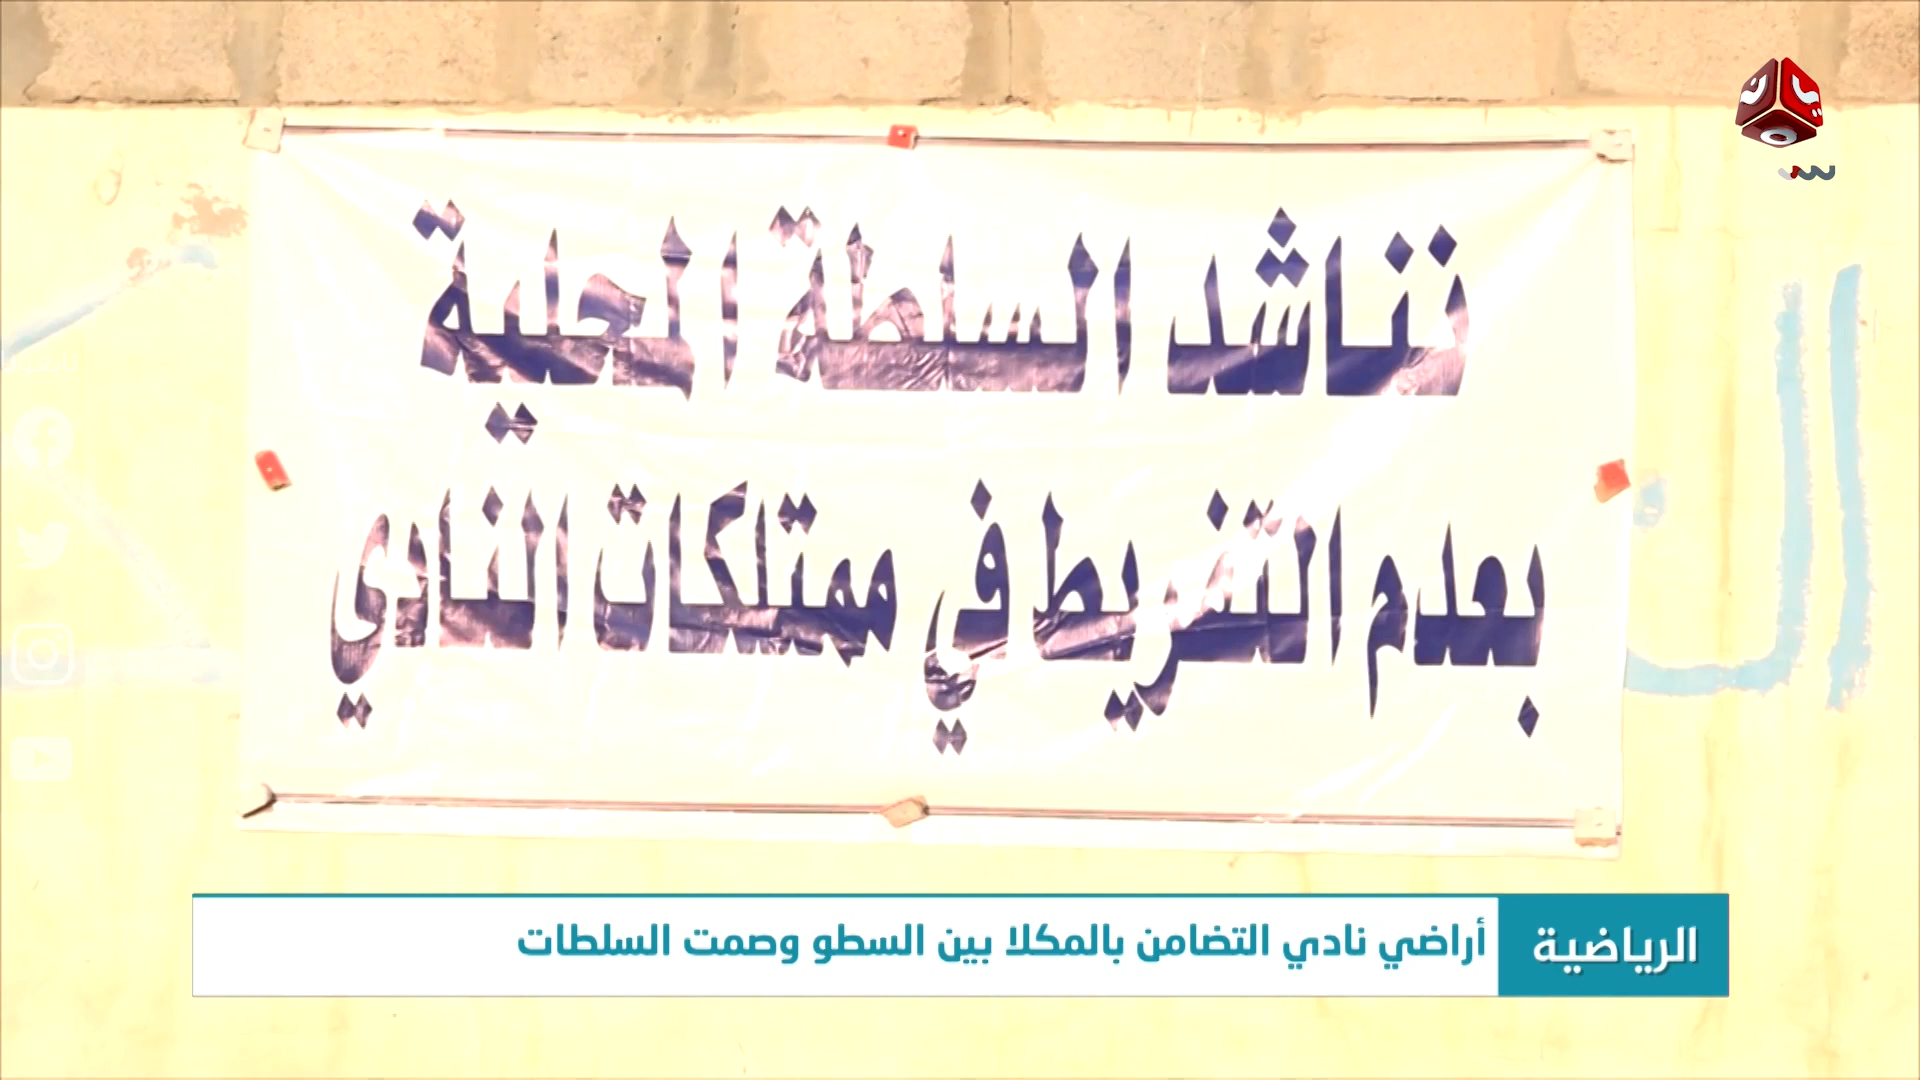 نناشد السلطة المحلية
بعدم التفريط في ممتلكات النادي
الرياضية
أراضي نادي التضامن بالمكلا بين السطو وصمت السلطات